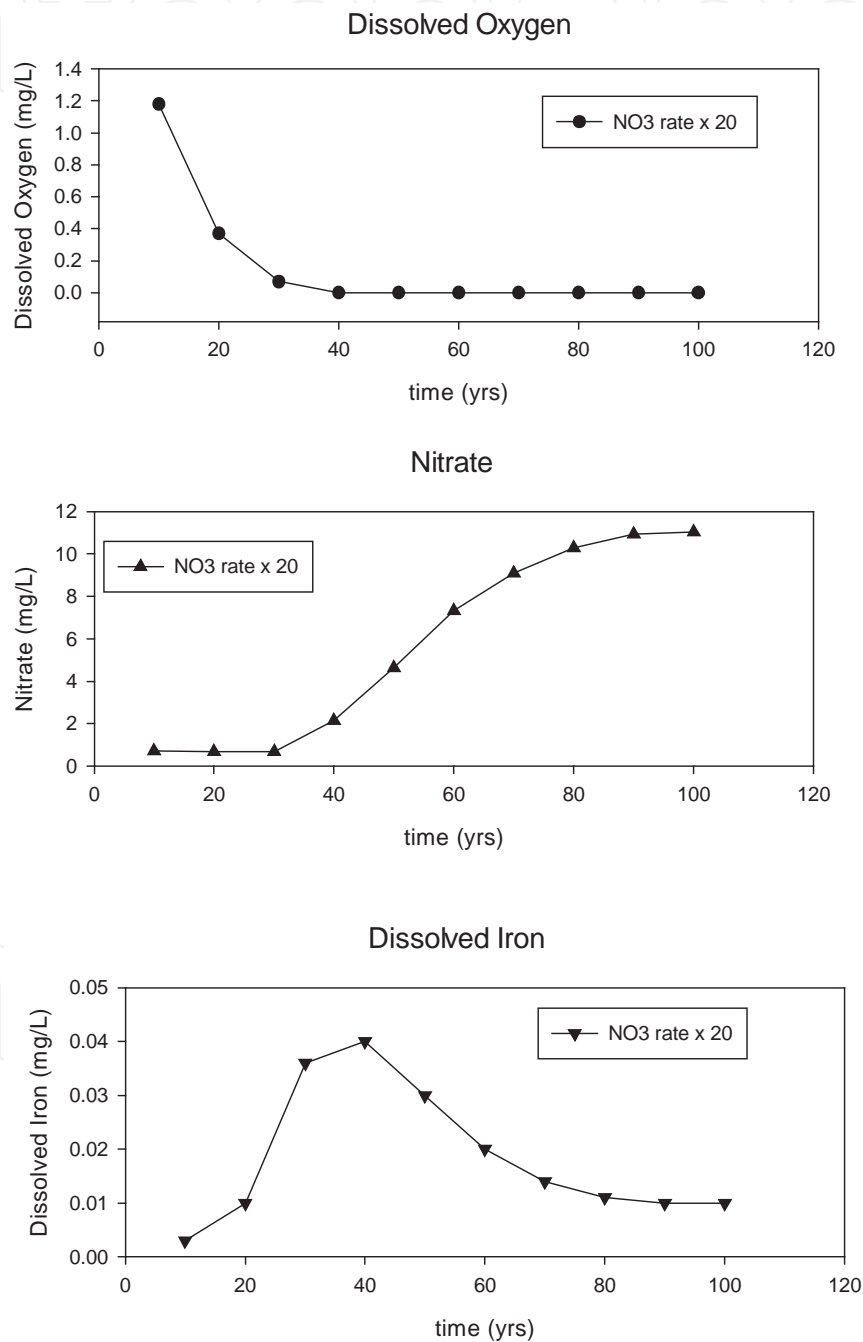 Dissolved Oxygen
1.4
1.2
1.0
0.8
0.6
0.4
0.2
0.0
Dissolved Oxygen (mg/L)
NO3 rate x 20
0 20 40 60 80 100 120
time (yrs)
Nitrate
12
10
8
6
4
2
0
Nitrate (mg/L)
NO3 rate x 20
0 20 40 60 80 100 120
time (yrs)
Dissolved Iron
0.05
0.04
0.03
0.02
0.01
0.00
Dissolved Iron (mg/L)
NO3 rate x 20
0 20 40 60 80 100 120
time (yrs)